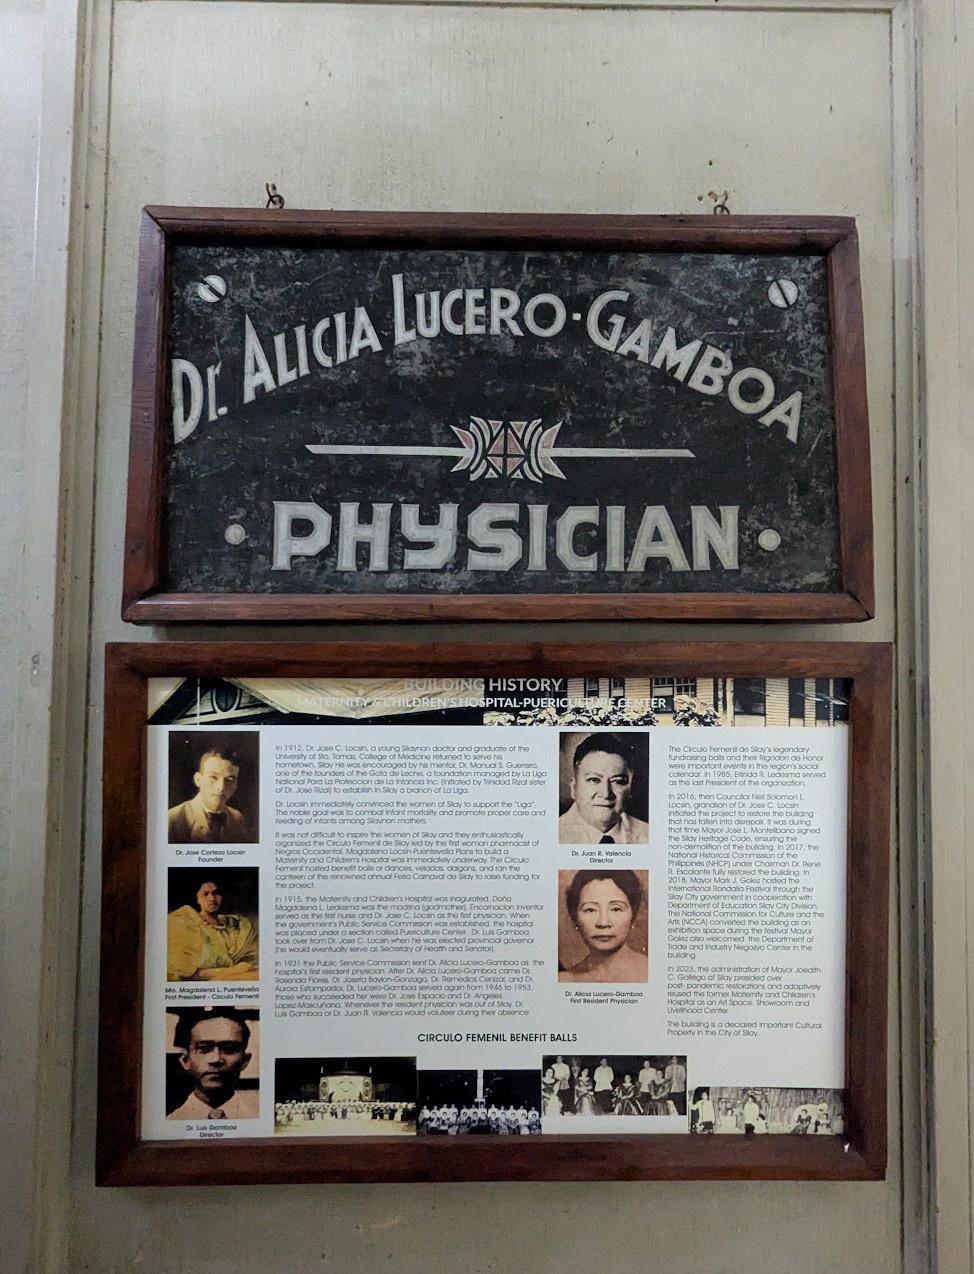 Dr. ALICIA LUCERO-GAMBOA
PHYSICIAN
BUILDING HISTORY
MATERNITY & CHILDREN'S HOSPITAL-PUERICULTURE CENTER
Dr. Jose Corteza Locsin
Founder
Mrs. Magdalena L. Puentevella
First President - Circulo Femenil
Dr. Luis Gamboa
Director
In 1912, Dr. Jose C. Locsin, a young Silaynon doctor and graduate of the
University of Sto. Tomas, College of Medicine returned to serve his
hometown, Silay He was encouraged by his mentor, Dr. Manuel S. Guerrero,
one of the founders of the Gota de Leche, a foundation managed by La Liga
National Para La Proteccion de La Infancia Inc. (initiated by Trinidad Rizal sister
of Dr. Jose Rizal) to establish in Silay a branch of La Liga.
Dr. Locsin immediately convinced the women of Silay to support the "Liga".
The noble goal was to combat infant mortality and promote proper care and
feeding of infants among Silaynon mothers.
It was not difficult to inspire the women of Silay and they enthusiastically
organized the Circulo Femenil de Silay led by the first woman pharmacist of
Negros Occidental, Magdalena Locsin-Puentevella Plans to build a
Maternity and Children's Hospital was immediately underway. The Circulo
Femenil hosted benefit balls or dances, veladas, daigons, and ran the
canteen of the renowned annual Feria Carnaval de Silay to raise funding for
the project.
In 1915, the Maternity and Children's Hospital was inagurated. Doña
Magdalena L. Ledesma was the madrina (godmother). Encarnacion Inventor
served as the first nurse and Dr. Jose C. Locsin as the first physician. When
the government's Public Service Commission was established, the hospital
was placed under a section called Puericulture Center. Dr. Luis Gamboa
took over from Dr. Jose C. Locsin when he was elected provincial governor
(he would eventually serve as Secretary of Health and Senator).
In 1931 the Public Service Commission sent Dr. Alicia Lucero-Gamboa as the
hospital's first resident physician. After Dr. Alicia Lucero-Gamboa came Dr.
Rosenda Flores, Dr. Josefa Baylon-Gonzaga, Dr. Remedios Cenizal, and Dr.
Aurora Estampador, Dr. Lucero-Gamboa served again from 1946 to 1953.
those who succeeded her were Dr. Jose Espacio and Dr. Angeles
Lopez-Mascuñana. Whenever the resident physician was out of Silay, Dr.
Luis Gamboa or Dr. Juan R. Valencia would voluteer during their absence.
Dr. Juan R. Valencia
Director
Dr. Alicia Lucero-Gamboa
First Resident Physician
The Circulo Femenil de Silay's legendary
fundraising balls and their Rigodon de Honor
were important events in the region's social
calendar. In 1985, Erlinda R. Ledesma served
as the last President of the organization.
In 2016, then Councilor Neil Solomon L.
Locsin, grandson of Dr. Jose C. Locsin
initiated the project to restore the building
that has fallen into disrepair. It was during
that time Mayor Jose L. Montelibano signed
the Silay Heritage Code, ensuring the
non-demolition of the building. In 2017, the
National Historical Commission of the
Philippines (NHCP) under Chairman Dr. Rene
R. Escalante fully restored the building. In
2018, Mayor Mark J. Golez hosted the
International Rondalla Festival through the
Silay City government in cooperation with
Department of Education Silay City Division.
The National Commission for Culture and the
Arts (NCCA) converted the building as an
exhibition space during the festival Mayor
Golez also welcomed the Department of
Trade and Industry Negosyo Center in the
building.
In 2023, the administration of Mayor Joedith
C. Gallego of Silay presided over
post-pandemic restorations and adaptively
reused the former Maternity and Children's
Hospital as an Art Space, Showroom and
Livelihood Center.
The building is a declared Important Cultural
Property in the City of Silay.
CIRCULO FEMENIL BENEFIT BALLS